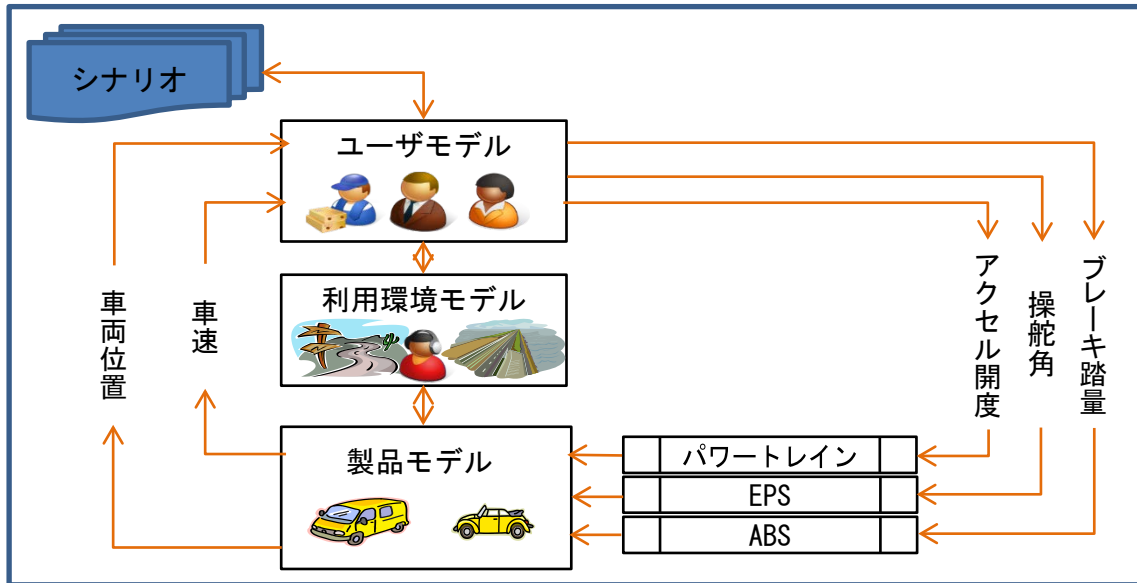 シナリオ
ユーザモデル
利用環境モデル
製品モデル
車両位置
車速
アクセル開度
操舵角
ブレーキ踏量
パワートレイン
EPS
ABS